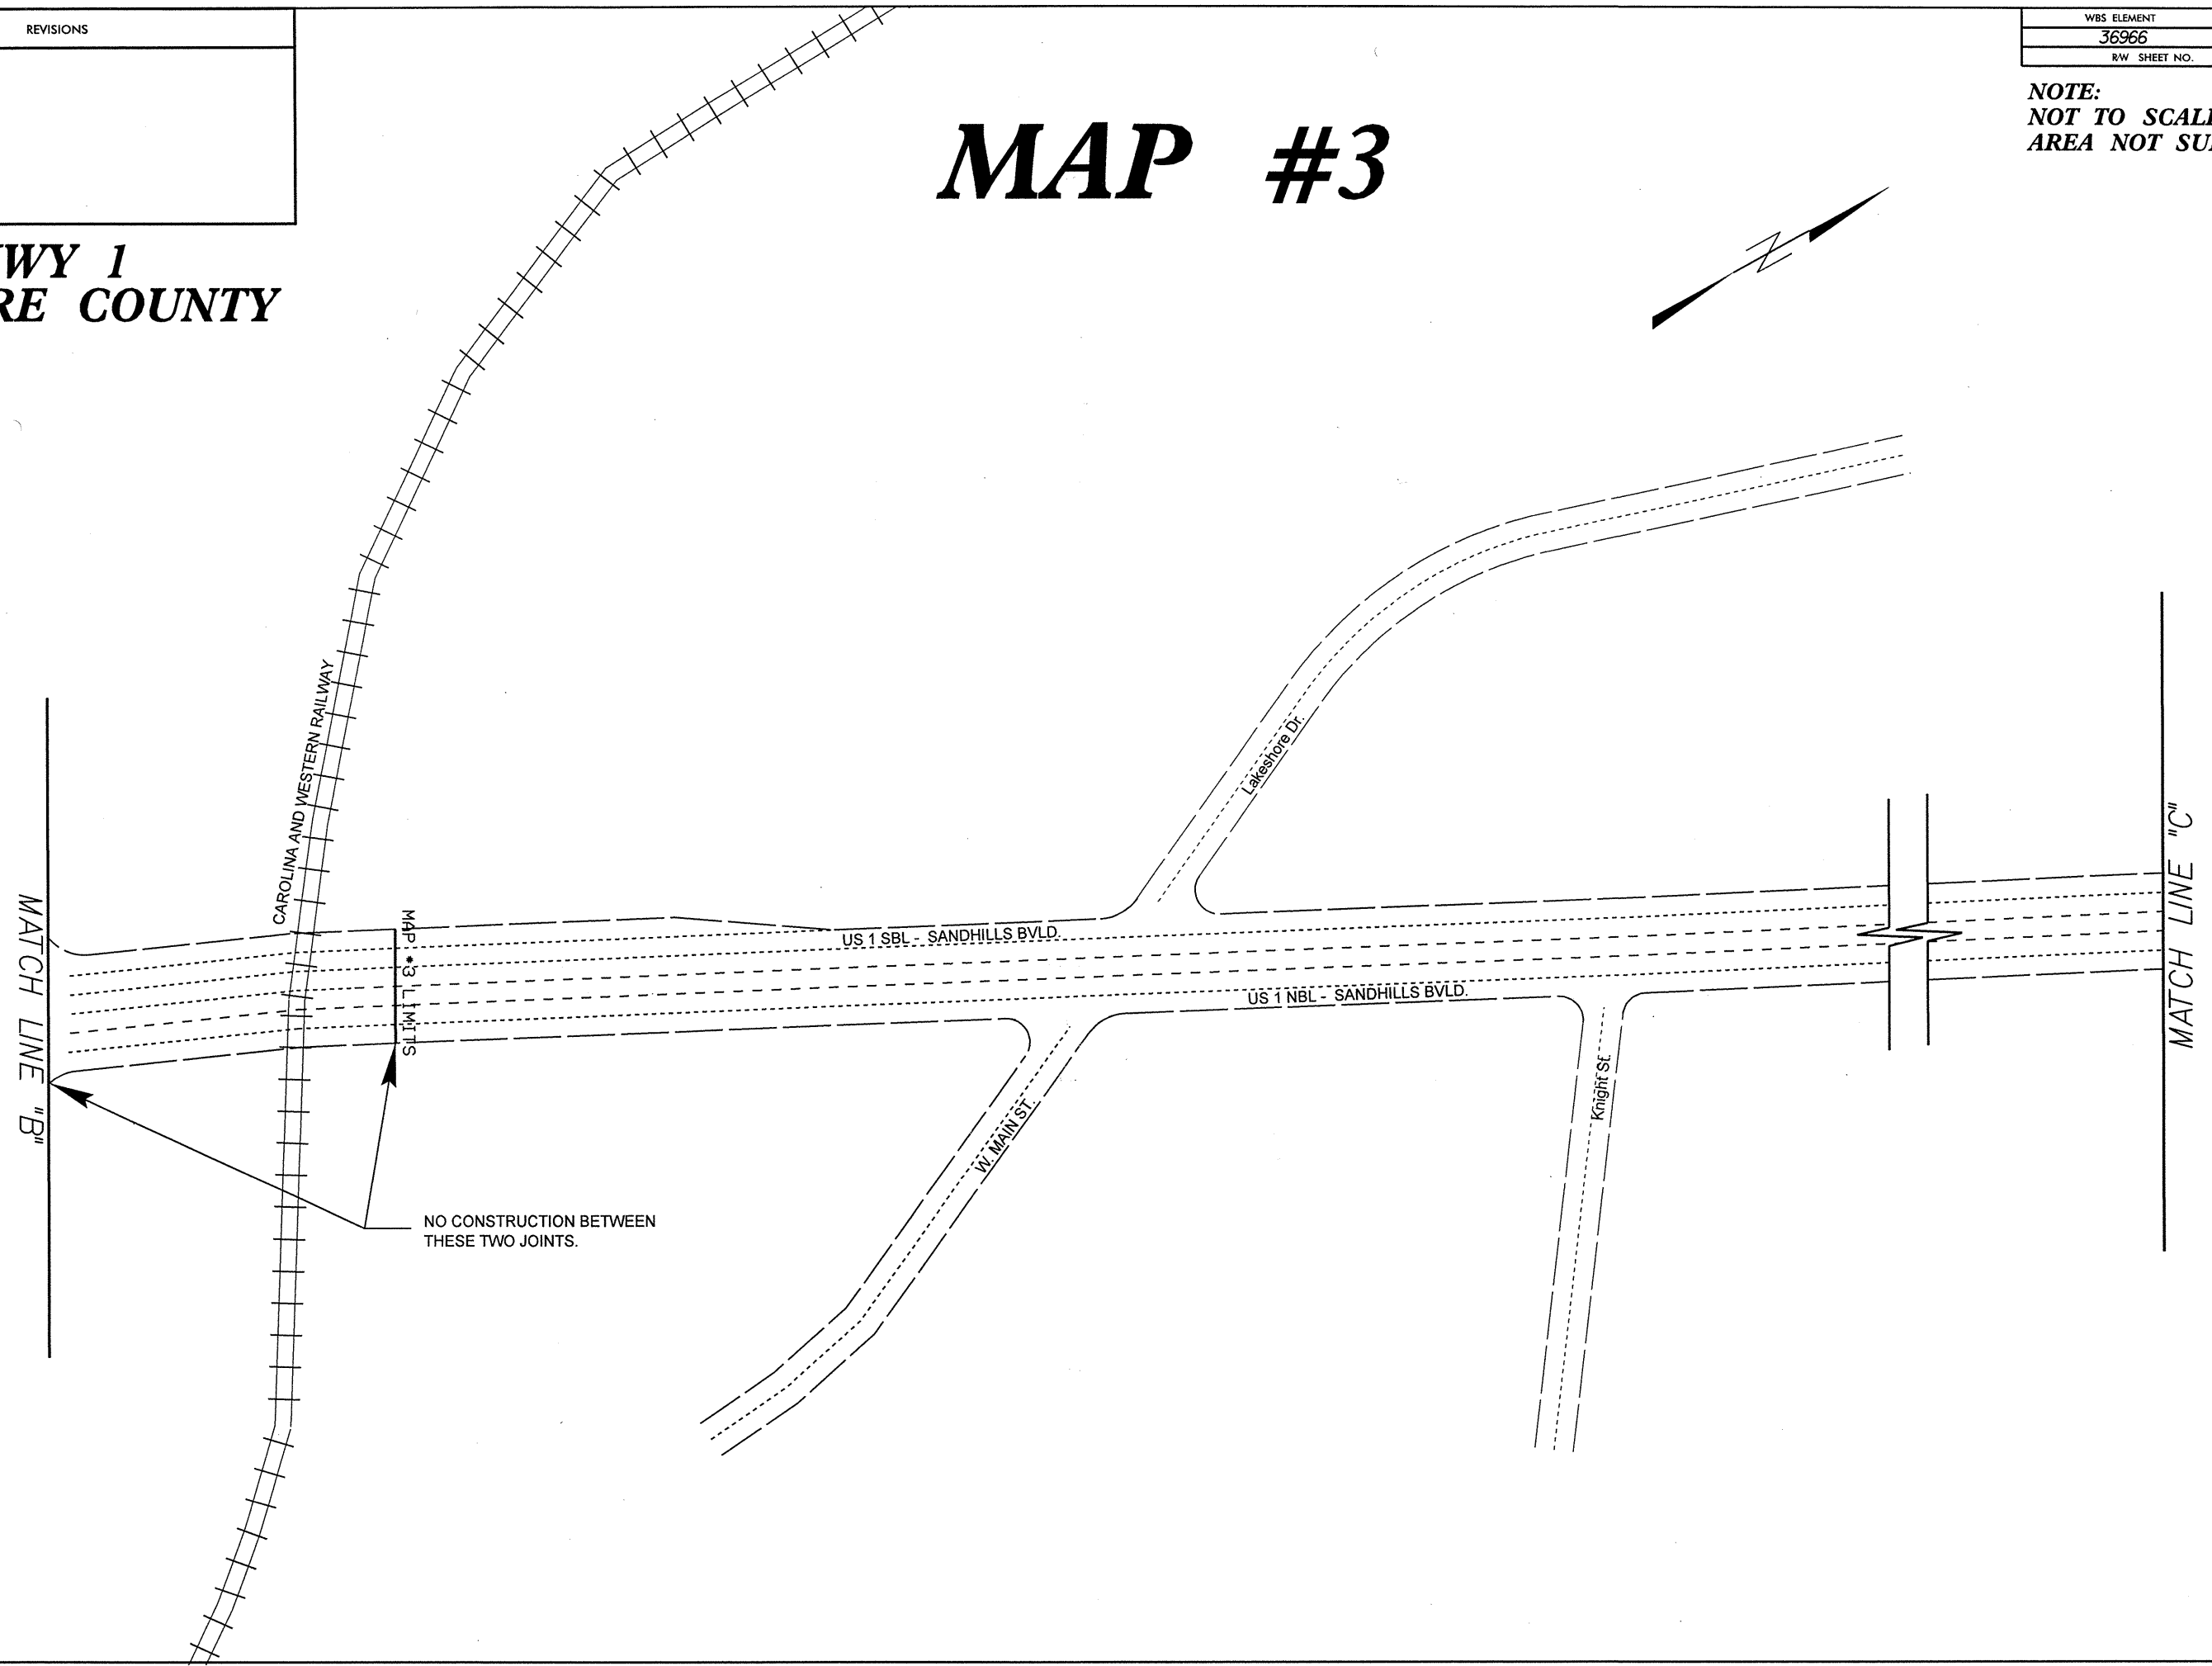 REVISIONS
WBS ELEMENT
36966
R/W SHEET NO.
NOTE:
NOT TO SCALE
AREA NOT
MAP #3
WY 1
RE COUNTY
CAROLINA AND WESTERN RAILWAY
Lakeshore Dr.
MATCH LINE "B"
MAP *3 LIMITS
US 1 SBL - SANDHILLS BVLD.
US 1 NBL - SANDHILLS BVLD.
MATCH LINE "C"
W. MAIN ST.
Knight St.
NO CONSTRUCTION BETWEEN
THESE TWO JOINTS.
N